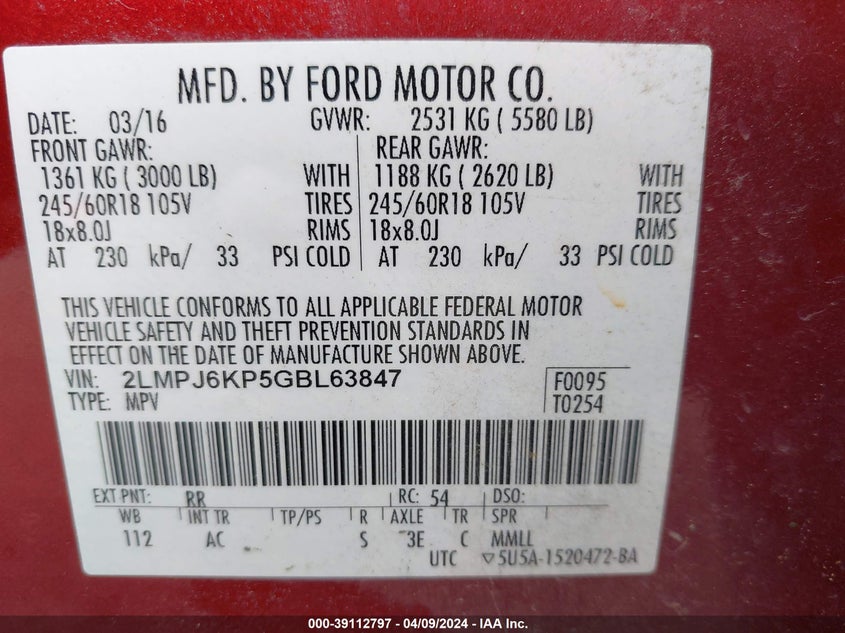 MFD. BY FORD MOTOR CO.
DATE: 03/16 GVWR: 2531 KG ( 5580 LB)
FRONT GAWR: REAR GAWR:
1361 KG ( 3000 LB) WITH 1188 KG ( 2620 LB) WITH
245/60R18 105V TIRES 245/60R18 105V TIRES
18x8.0J RIMS 18x8.0J RIMS
AT 230 kPa/ 33 PSI COLD AT 230 kPa/ 33 PSI COLD
THIS VEHICLE CONFORMS TO ALL APPLICABLE FEDERAL MOTOR
VEHICLE SAFETY AND THEFT PREVENTION STANDARDS IN
EFFECT ON THE DATE OF MANUFACTURE SHOWN ABOVE.
VIN: 2LMPJ6KP5GBL63847 F0095
TYPE: MPV T0254
EXT PNT: RR RC: 54 DSO:
WB INT TR TP/PS R AXLE TR SPR
112 AC S 3E C MMLL
UTC ▽5U5A-1520472-BA
000-39112797 - 04/09/2024 - IAA Inc.